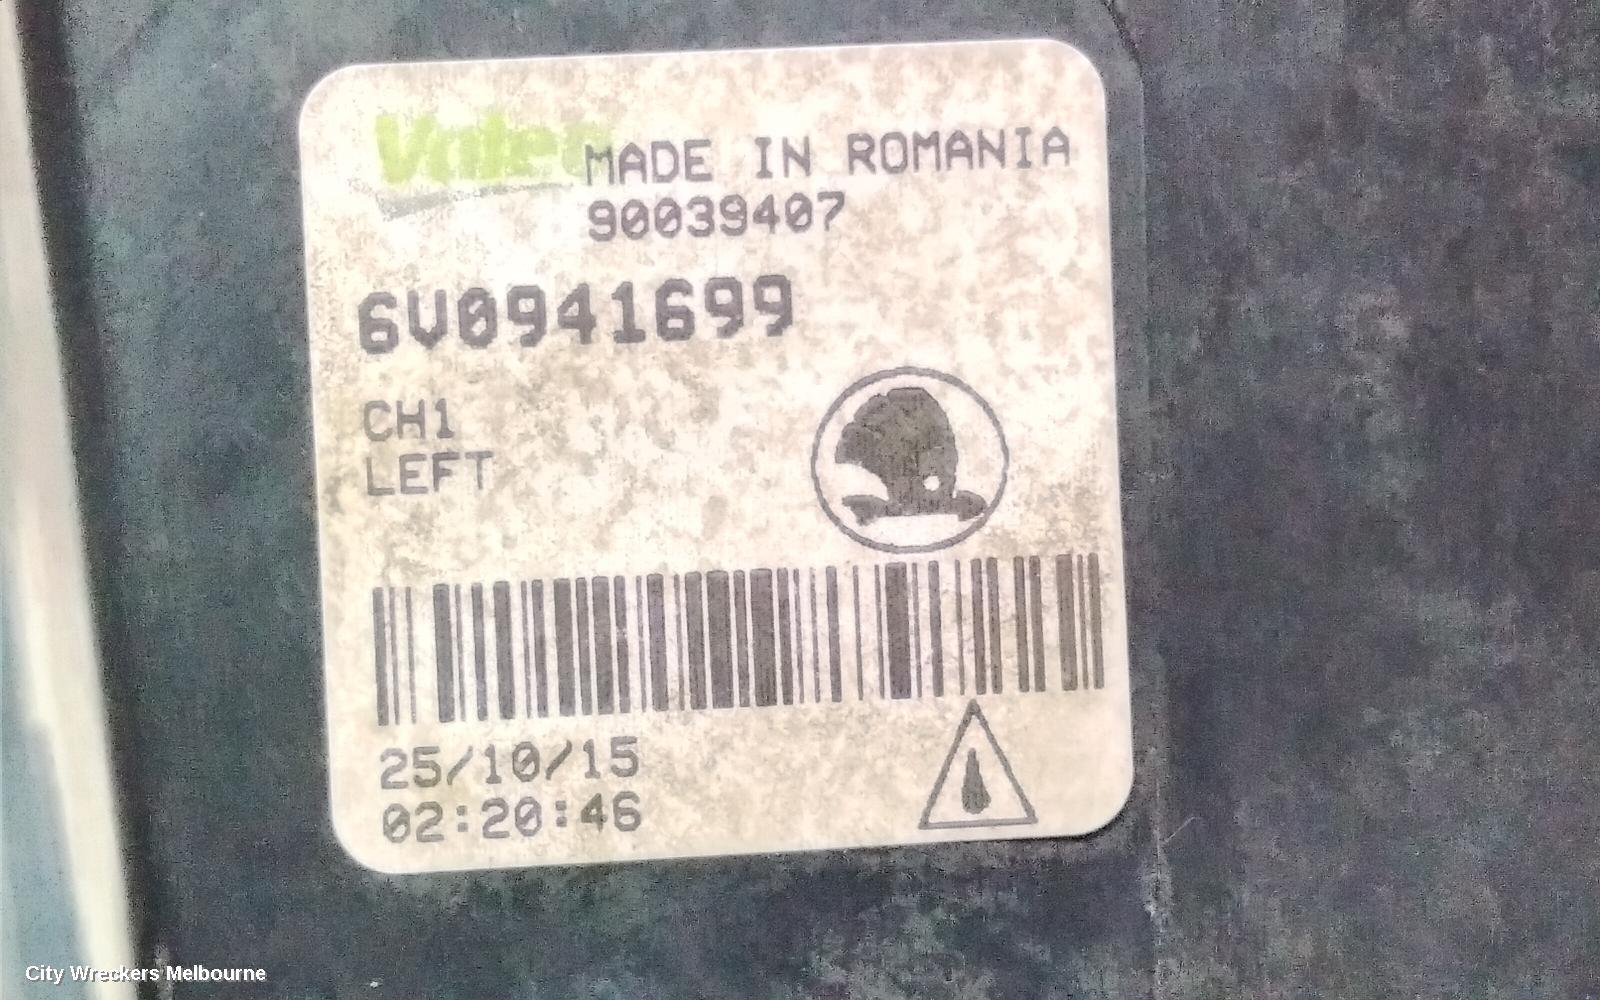 Valeo MADE IN ROMANIA
90039407
6V0941699
CH1
LEFT
25/10/15
02:20:46
City Wreckers Melbourne